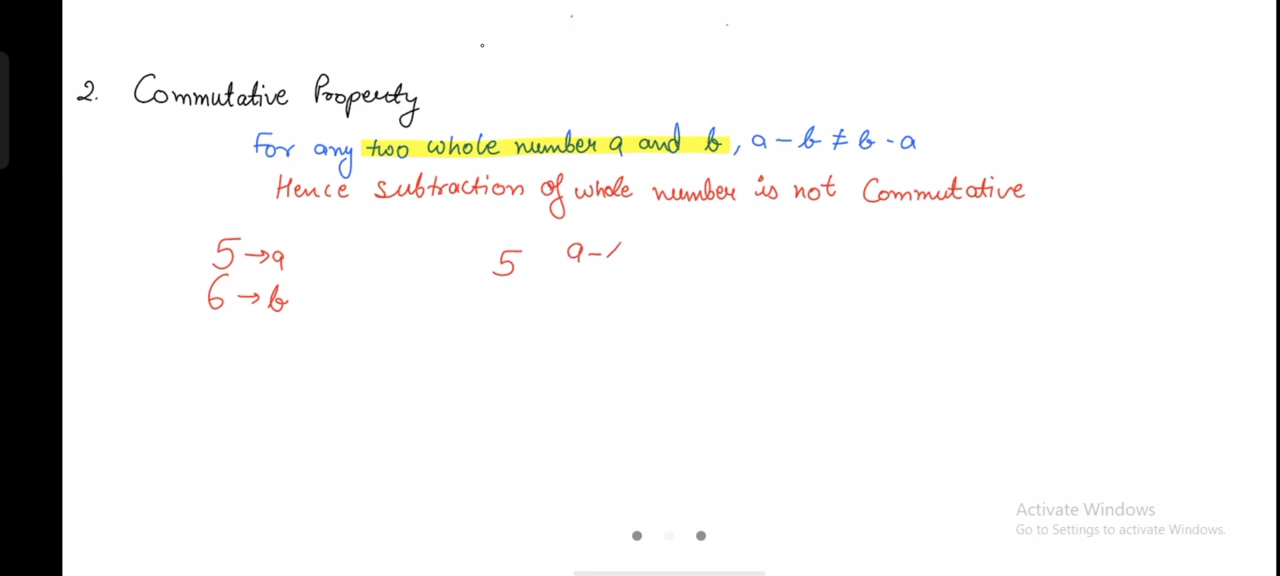 2. Commutative Property
For any two whole number a and b, a - b ≠ b - a
Hence subtraction of whole number is not Commutative
5 → a
6 → b
5 a -
Activate Windows
Go to Settings to activate Windows.